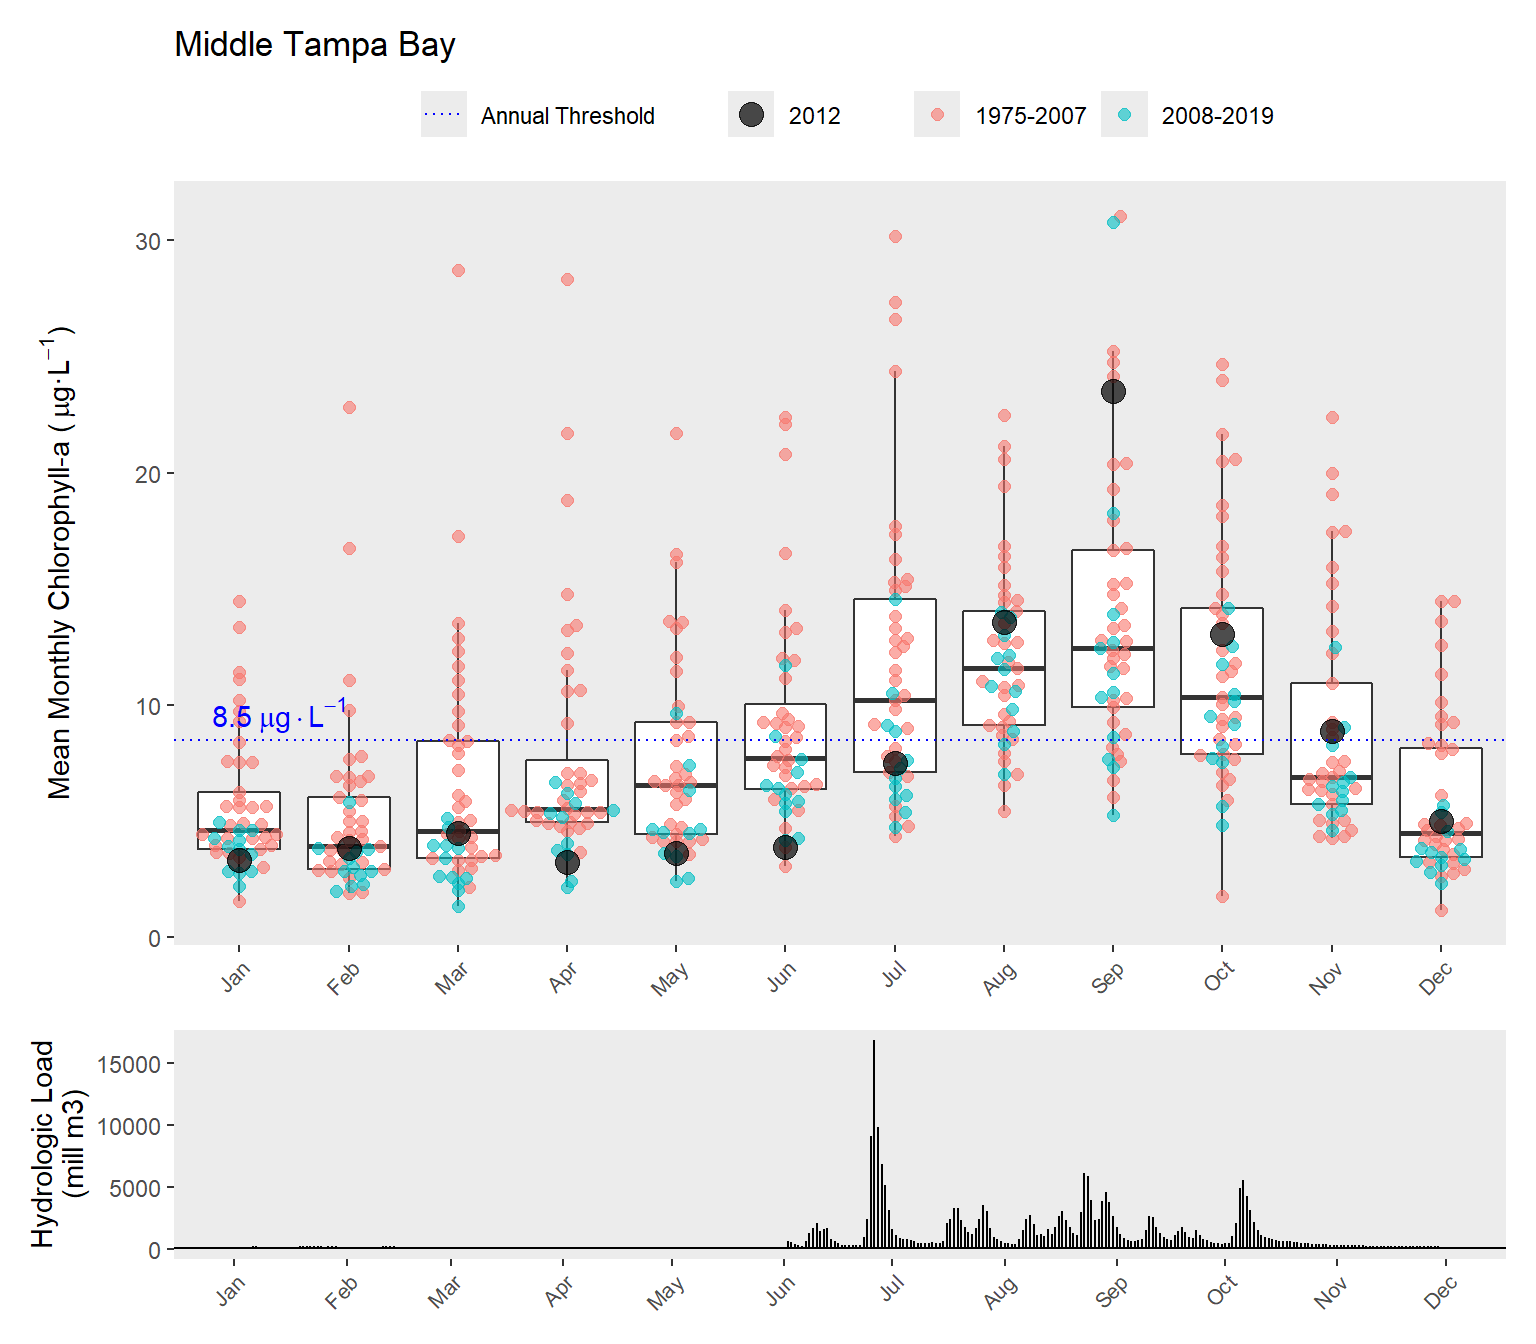 Middle Tampa Bay
Annual Threshold 2012 1975-2007 2008-2019
Mean Monthly Chlorophyll-a ( μg·L⁻¹)
30
20
10
0
8.5 μg·L⁻¹
Jan Feb Mar Apr May Jun Jul Aug Sep Oct Nov Dec
Hydrologic Load
(mill m3)
15000
10000
5000
0
Jan Feb Mar Apr May Jun Jul Aug Sep Oct Nov Dec